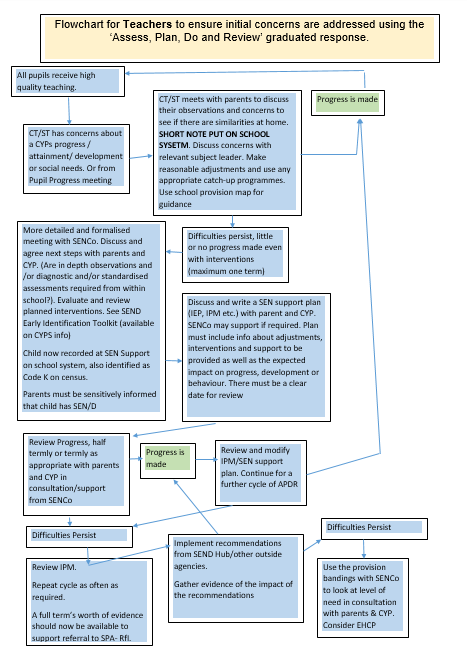 Flowchart for Teachers to ensure initial concerns are addressed using the
‘Assess, Plan, Do and Review’ graduated response.
All pupils receive high
quality teaching.
Progress is made
CT/ST meets with parents to discuss
their observations and concerns to
see if there are similarities at home.
SHORT NOTE PUT ON SCHOOL
SYSETM. Discuss concerns with
relevant subject leader. Make
reasonable adjustments and use any
appropriate catch-up programmes.
Use school provision map for
guidance
CT/ST has concerns about
a CYPs progress /
attainment/ development
or social needs. Or from
Pupil Progress meeting
More detailed and formalised
meeting with SENCo. Discuss and
agree next steps with parents and
CYP. (Are in depth observations and
/or diagnostic and/or standardised
assessments required from within
school?). Evaluate and review
planned interventions. See SEND
Early Identification Toolkit (available
on CYPS info)
Child now recorded at SEN Support
on school system, also identified as
Code K on census.
Parents must be sensitively informed
that child has SEN/D
Difficulties persist, little
or no progress made even
with interventions
(maximum one term)
Discuss and write a SEN support plan
(IEP, IPM etc.) with parent and CYP.
SENCo may support if required. Plan
must include info about adjustments,
interventions and support to be
provided as well as the expected
impact on progress, development or
behaviour. There must be a clear
date for review
Review Progress, half
termly or termly as
appropriate with parents
and CYP in
consultation/support
from SENCo
Progress is
made
Review and modify
IPM/SEN support
plan. Continue for a
further cycle of APDR
Difficulties Persist
Review IPM.
Repeat cycle as often as
required.
A full term’s worth of evidence
should now be available to
support referral to SPA- Rfl.
Implement recommendations
from SEND Hub/other outside
agencies.
Gather evidence of the impact of
the recommendations
Difficulties Persist
Use the provision
bandings with SENCo
to look at level of
need in consultation
with parents & CYP.
Consider EHCP